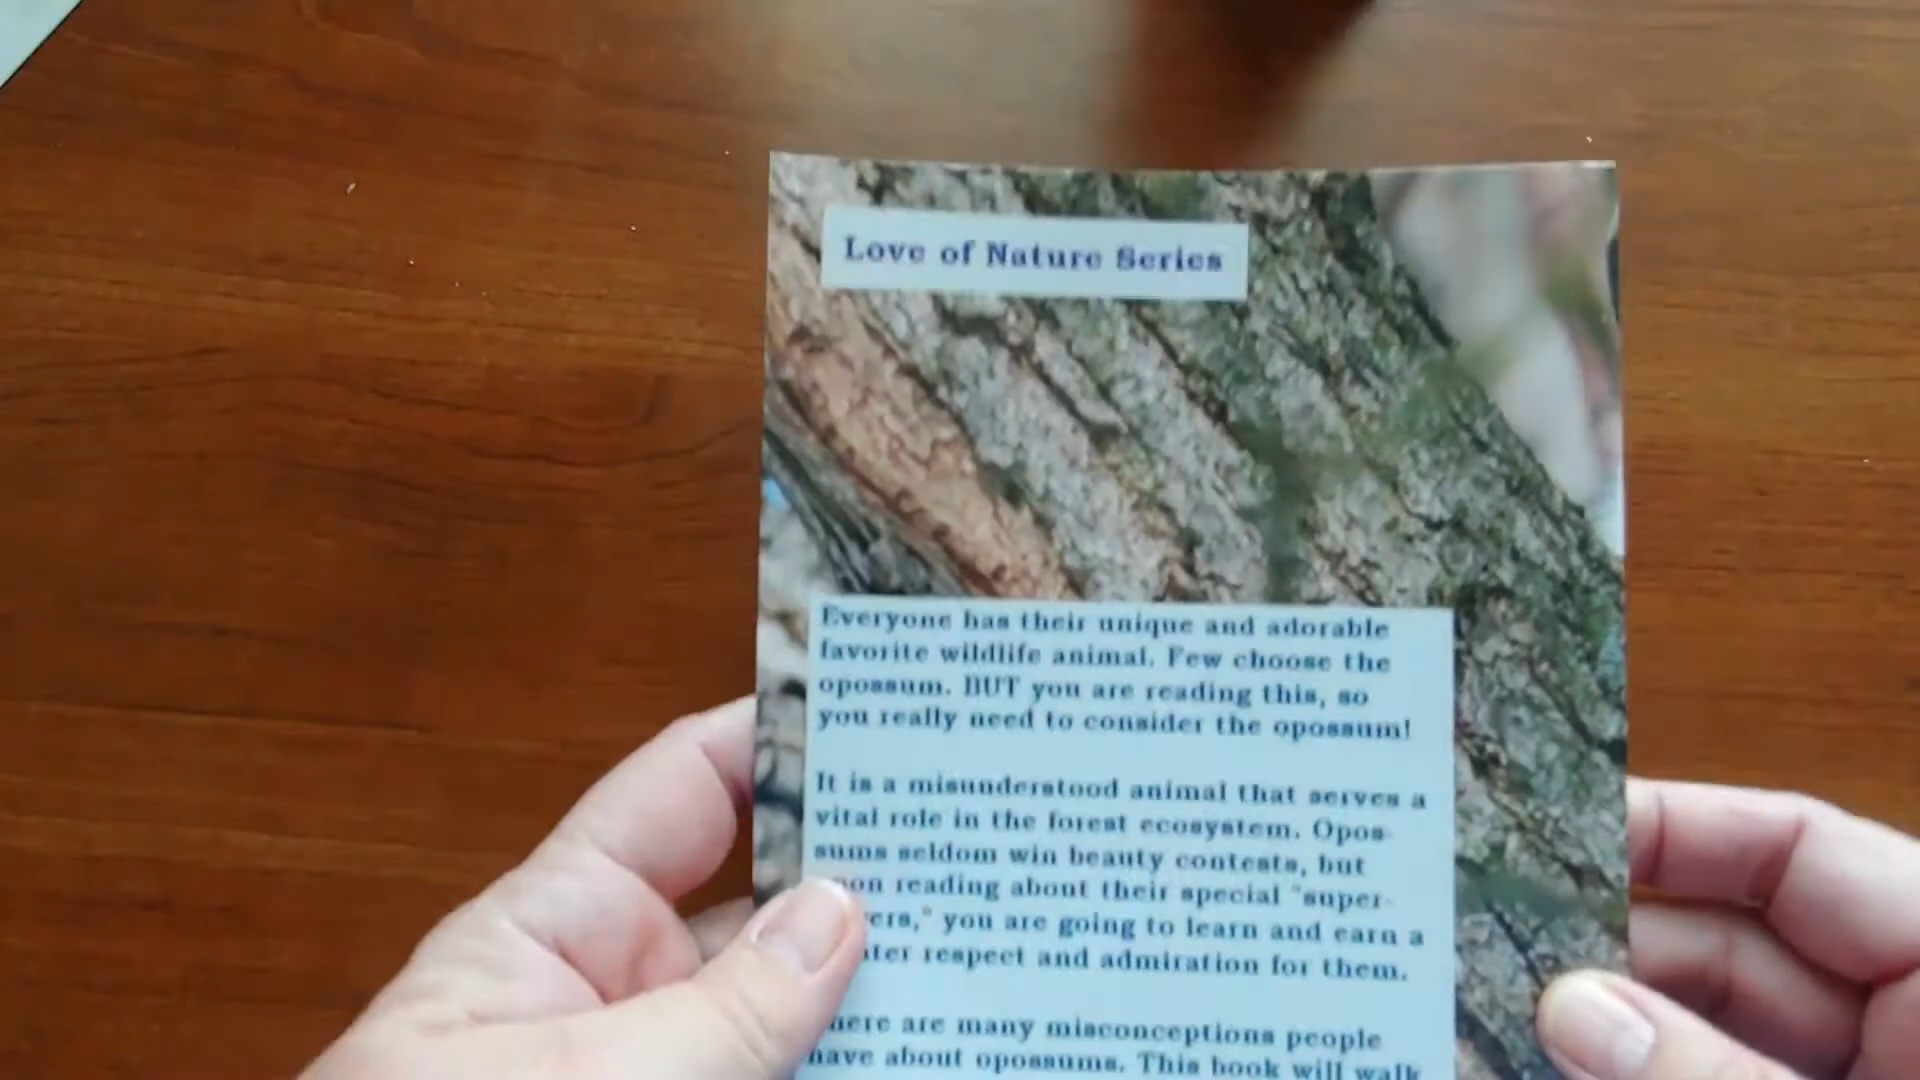 Love of Nature Series
Everyone has their unique and adorable
favorite wildlife animal. Few choose the
opossum. BUT you are reading this, so
you really need to consider the opossum!
It is a misunderstood animal that serves a
vital role in the forest ecosystem. Opos-
sums seldom win beauty contests, but
reading about their special "super-
you are going to learn and earn a
respect and admiration for them.
are many misconceptions people
have about opossums. This book will walk